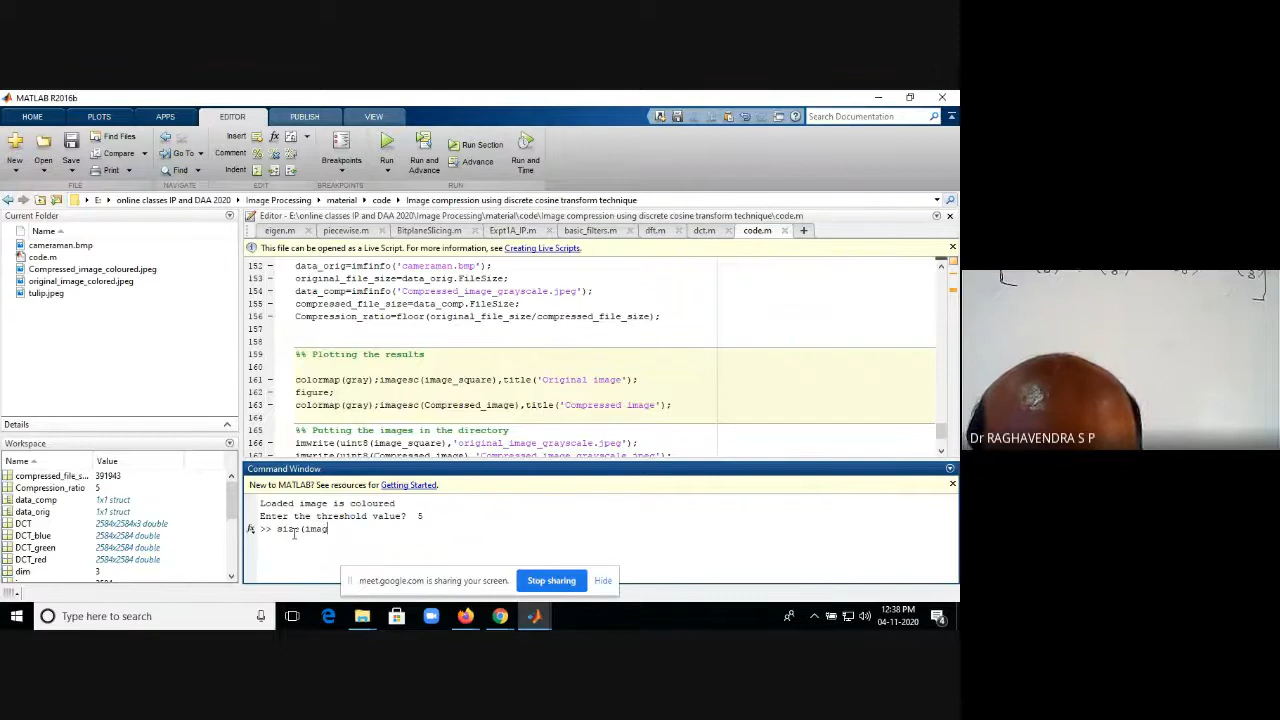 MATLAB R2016b
HOME PLOTS APPS EDITOR PUBLISH VIEW
Search Documentation
New Open Save Find Files Compare Print
Go To Find
Insert Comment Indent
Breakpoints
Run Run and Advance Run Section Advance Run and Time
FILE NAVIGATE EDIT BREAKPOINTS RUN
E: online classes IP and DAA 2020 Image Processing material code Image compression using discrete cosine transform technique
Current Folder
Name
cameraman.bmp
code.m
Compressed_image_coloured.jpeg
original_image_colored.jpeg
tulip.jpeg
Details
Workspace
Name Value
compressed_file_s... 391943
Compression_ratio 5
data_comp 1x1 struct
data_orig 1x1 struct
DCT 2584x2584x3 double
DCT_blue 2584x2584 double
DCT_green 2584x2584 double
DCT_red 2584x2584 double
dim 3
Editor - E:\online classes IP and DAA 2020\Image Processing\material\code\Image compression using discrete cosine transform technique\code.m
eigen.m piecewise.m BitplaneSlicing.m Expt1A_IP.m basic_filters.m dft.m dct.m code.m
This file can be opened as a Live Script. For more information, see Creating Live Scripts.
152 data_orig=imfinfo('cameraman.bmp');
153 original_file_size=data_orig.FileSize;
154 data_comp=imfinfo('Compressed_image_grayscale.jpeg');
155 compressed_file_size=data_comp.FileSize;
156 Compression_ratio=floor(original_file_size/compressed_file_size);
157
158
159 %% Plotting the results
160
161 colormap(gray);imagesc(image_square),title('Original image');
162 figure;
163 colormap(gray);imagesc(Compressed_image),title('Compressed image');
164
165 %% Putting the images in the directory
166 imwrite(uint8(image_square),'original_image_grayscale.jpeg');
167 imwrite(uint8(Compressed_image),'Compressed_image_grayscale.jpeg');
Command Window
New to MATLAB? See resources for Getting Started.
Loaded image is coloured
Enter the threshold value? 5
fx >> size(imag
meet.google.com is sharing your screen. Stop sharing Hide
Type here to search
12:38 PM
04-11-2020
4
Dr RAGHAVENDRA S P